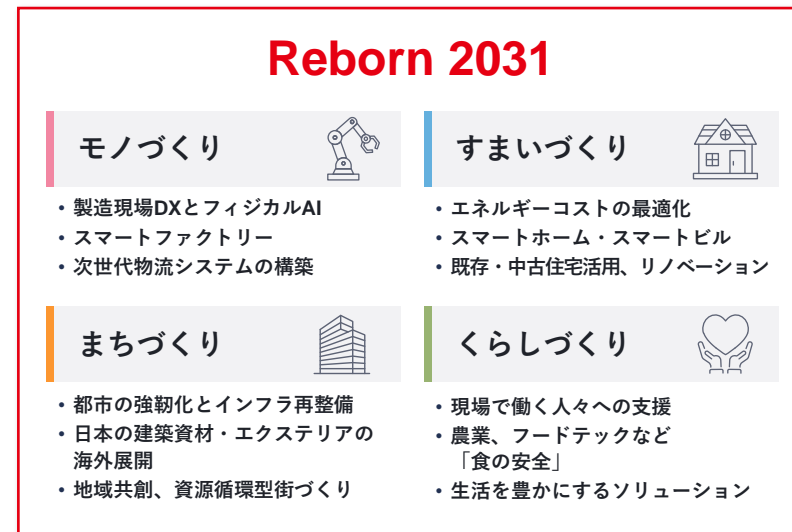 Reborn 2031
モノづくり
・製造現場DXとフィジカルAI
・スマートファクトリー
・次世代物流システムの構築
すまいづくり
・エネルギーコストの最適化
・スマートホーム・スマートビル
・既存・中古住宅活用、リノベーション
まちづくり
・都市の強靭化とインフラ再整備
・日本の建築資材・エクステリアの
海外展開
・地域共創、資源循環型街づくり
くらしづくり
・現場で働く人々への支援
・農業、フードテックなど
「食の安全」
・生活を豊かにするソリューション